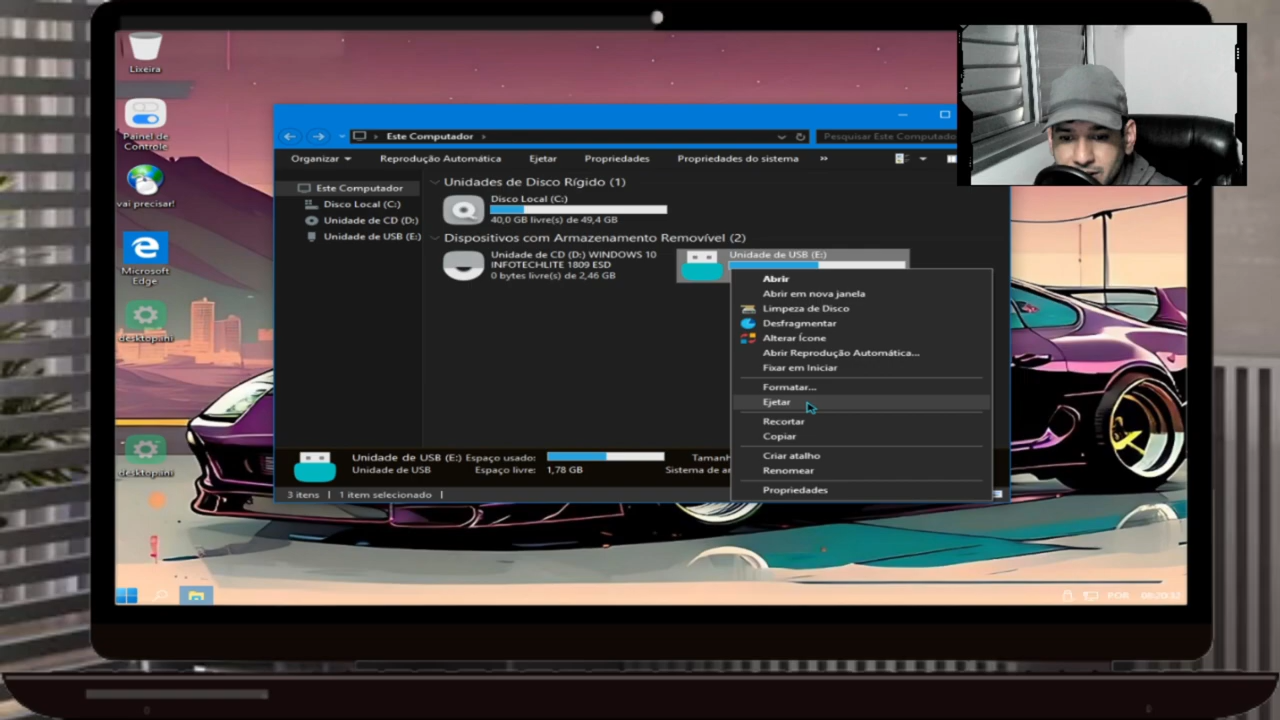 Lixeira
Painel de
Controle
vai precisar!
Microsoft
Edge
Este Computador
Pesquisar Este Computado
Organizar
Reprodução Automática
Ejetar
Propriedades
Propriedades do sistema
»
Este Computador
Disco Local (C:)
Unidade de CD (D:)
Unidade de USB (E:)
Unidades de Disco Rígido (1)
Disco Local (C:)
40,0 GB livre(s) de 49,4 GB
Dispositivos com Armazenamento Removível (2)
Unidade de CD (D:) WINDOWS 10
INFOTECHLITE 1809 ESD
0 bytes livre(s) de 2,46 GB
Unidade de USB (E:)
Abrir
Abrir em nova janela
Limpeza de Disco
Desfragmentar
Alterar Ícone
Abrir Reprodução Automática...
Fixar em Iniciar
Formatar...
Ejetar
Recortar
Copiar
Criar atalho
Renomear
Propriedades
Unidade de USB (E:) Espaço usado:
Tamanh
Unidade de USB
Espaço livre: 1,78 GB
Sistema de ar
3 itens
1 item selecionado
POR